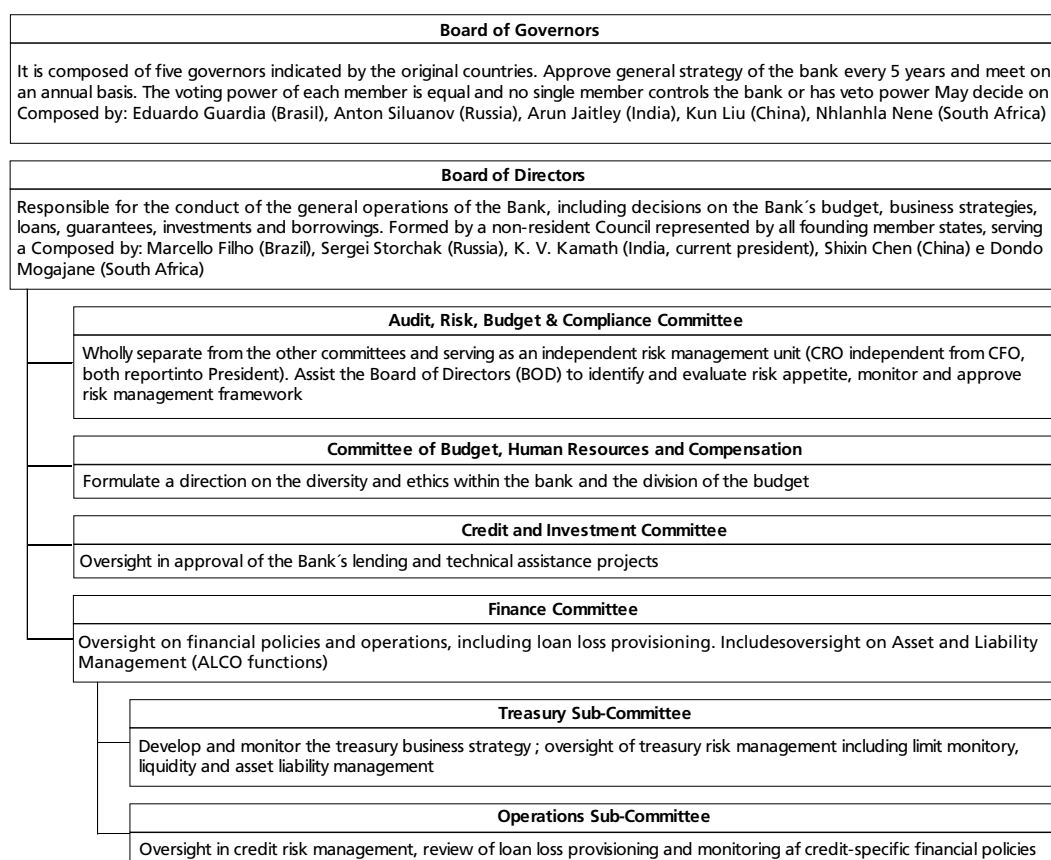 Board of Governors
It is composed of five governors indicated by the original countries. Approve general strategy of the bank every 5 years and meet on
an annual basis. The voting power of each member is equal and no single member controls the bank or has veto power May decide on
Composed by: Eduardo Guardia (Brasil), Anton Siluanov (Russia), Arun Jaitley (India), Kun Liu (China), Nhlanhla Nene (South Africa)
Board of Directors
Responsible for the conduct of the general operations of the Bank, including decisions on the Bank´s budget, business strategies,
loans, guarantees, investments and borrowings. Formed by a non-resident Council represented by all founding member states, serving
a Composed by: Marcello Filho (Brazil), Sergei Storchak (Russia), K. V. Kamath (India, current president), Shixin Chen (China) e Dondo
Mogajane (South Africa)
Audit, Risk, Budget & Compliance Committee
Wholly separate from the other committees and serving as an independent risk management unit (CRO independent from CFO,
both reportinto President). Assist the Board of Directors (BOD) to identify and evaluate risk appetite, monitor and approve
risk management framework
Committee of Budget, Human Resources and Compensation
Formulate a direction on the diversity and ethics within the bank and the division of the budget
Credit and Investment Committee
Oversight in approval of the Bank´s lending and technical assistance projects
Finance Committee
Oversight on financial policies and operations, including loan loss provisioning. Includesoversight on Asset and Liability
Management (ALCO functions)
Treasury Sub-Committee
Develop and monitor the treasury business strategy ; oversight of treasury risk management including limit monitory,
liquidity and asset liability management
Operations Sub-Committee
Oversight in credit risk management, review of loan loss provisioning and monitoring af credit-specific financial policies